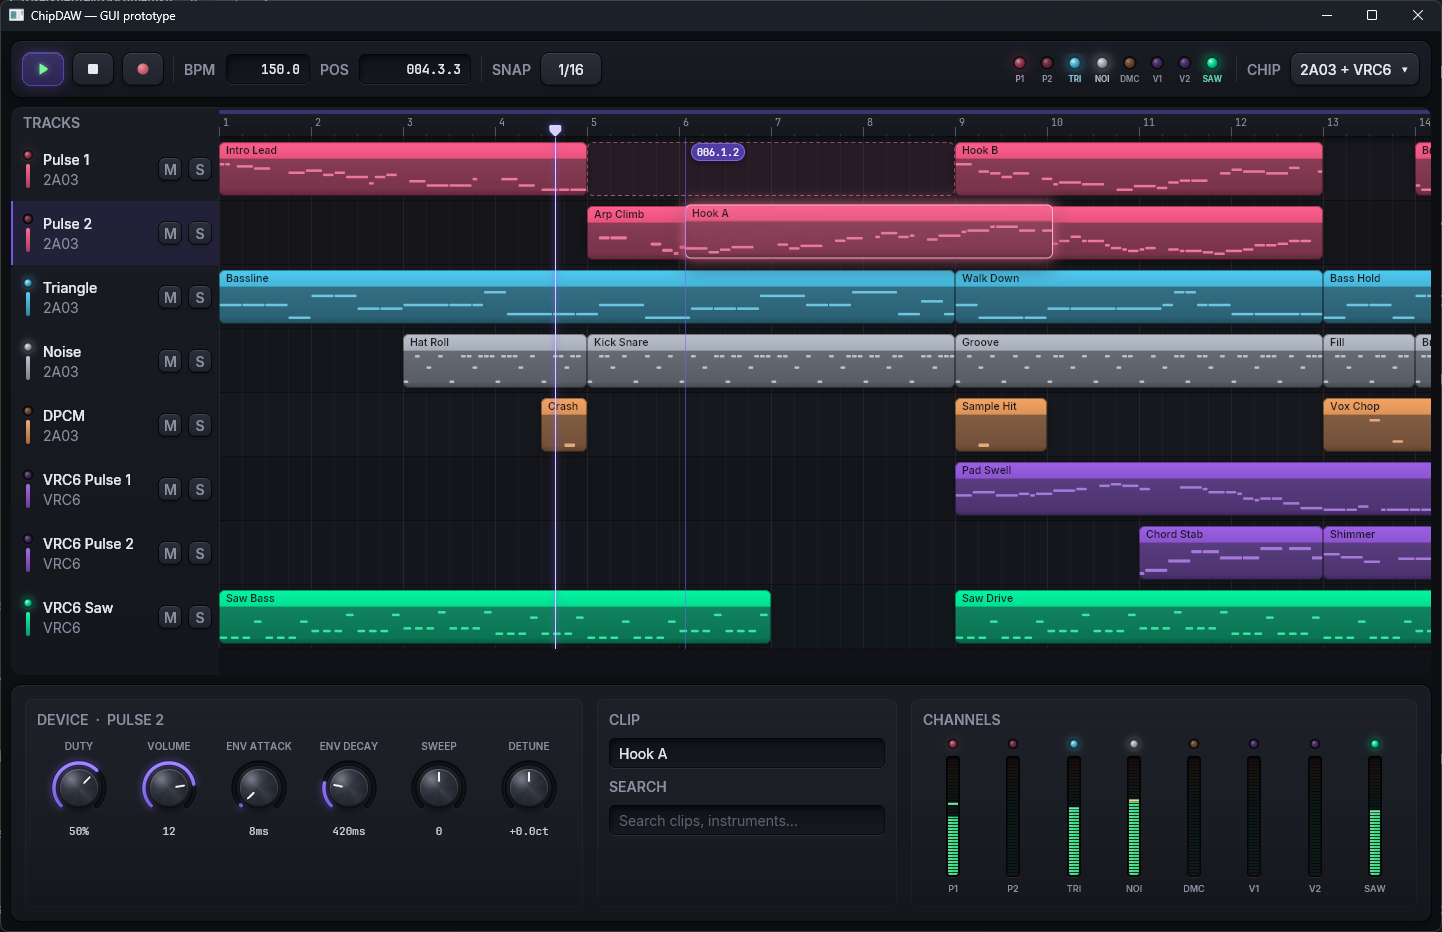 ChipDAW — GUI prototype
BPM 150.0 POS 004.3.3 SNAP 1/16
P1 P2 TRI NOI DMC V1 V2 SAW
CHIP 2A03 + VRC6 ▾
TRACKS
1 2 3 4 5 6 7 8 9 10 11 12 13 14
Pulse 1
2A03
M S
Intro Lead
006.1.2
Hook B
Pulse 2
2A03
M S
Arp Climb
Hook A
Triangle
2A03
M S
Bassline
Walk Down
Bass Hold
Noise
2A03
M S
Hat Roll
Kick Snare
Groove
Fill
DPCM
2A03
M S
Crash
Sample Hit
Vox Chop
VRC6 Pulse 1
VRC6
M S
Pad Swell
VRC6 Pulse 2
VRC6
M S
Chord Stab
Shimmer
VRC6 Saw
VRC6
M S
Saw Bass
Saw Drive
DEVICE · PULSE 2
DUTY VOLUME ENV ATTACK ENV DECAY SWEEP DETUNE
50% 12 8ms 420ms 0 +0.0ct
CLIP
Hook A
SEARCH
Search clips, instruments...
CHANNELS
P1 P2 TRI NOI DMC V1 V2 SAW